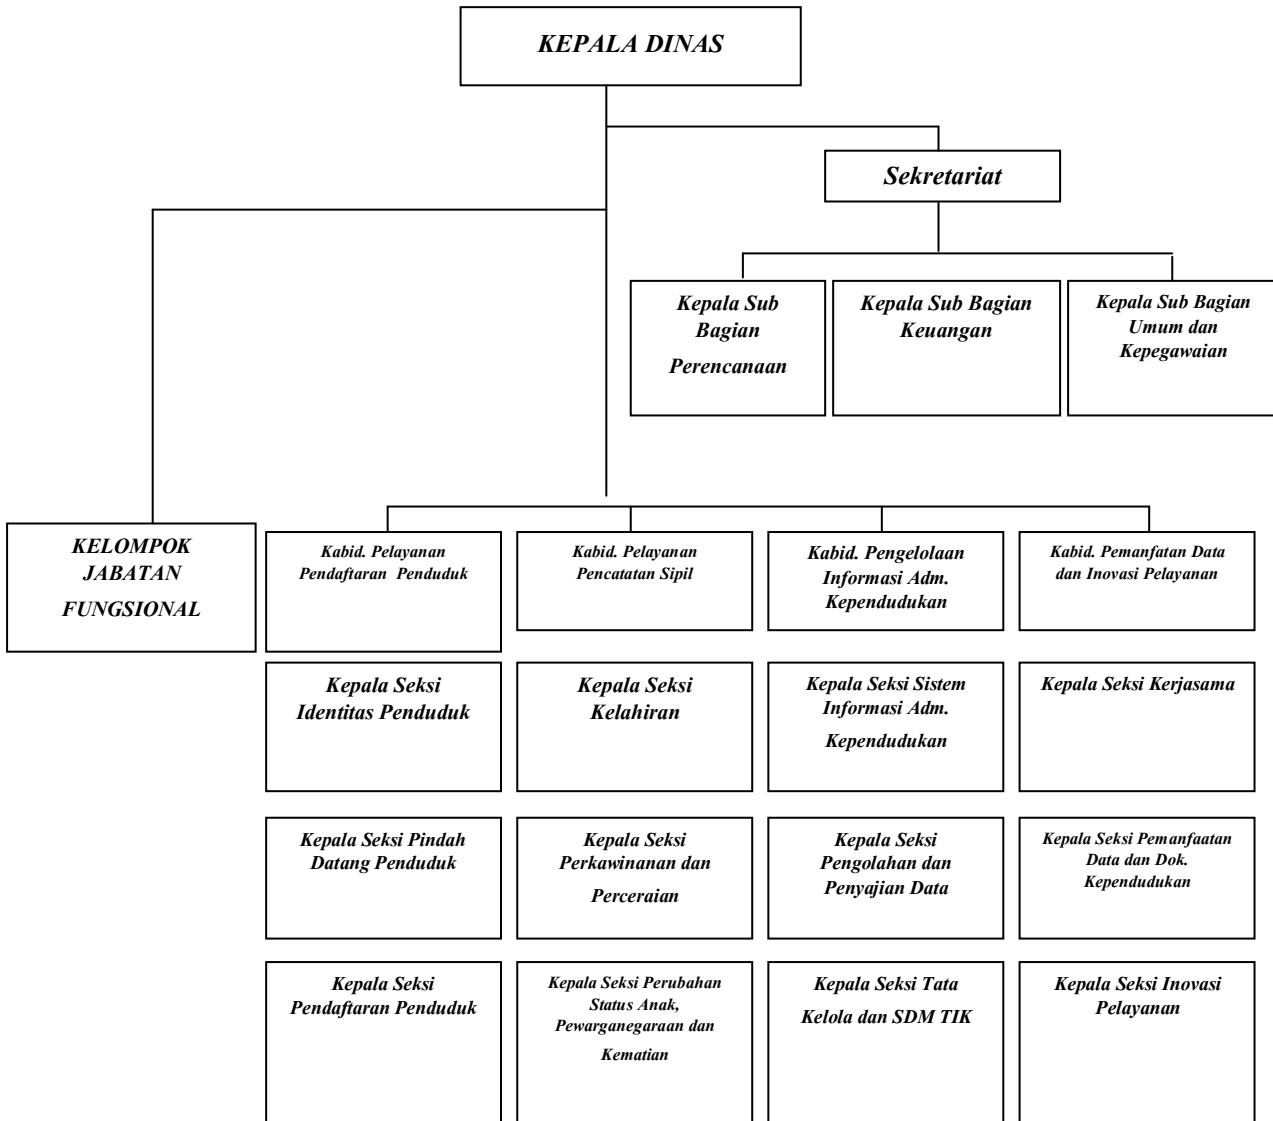 KEPALA DINAS
Sekretariat
Kepala Sub
Bagian
Perencanaan
Kepala Sub Bagian
Keuangan
Kepala Sub Bagian
Umum dan
Kepegawaian
KELOMPOK
JABATAN
FUNGSIONAL
Kabid. Pelayanan
Pendaftaran Penduduk
Kabid. Pelayanan
Pencatatan Sipil
Kabid. Pengelolaan
Informasi Adm.
Kependudukan
Kabid. Pemanfatan Data
dan Inovasi Pelayanan
Kepala Seksi
Identitas Penduduk
Kepala Seksi
Kelahiran
Kepala Seksi Sistem
Informasi Adm.
Kependudukan
Kepala Seksi Kerjasama
Kepala Seksi Pindah
Datang Penduduk
Kepala Seksi
Perkawinanan dan
Perceraian
Kepala Seksi
Pengolahan dan
Penyajian Data
Kepala Seksi Pemanfaatan
Data dan Dok.
Kependudukan
Kepala Seksi
Pendaftaran Penduduk
Kepala Seksi Perubahan
Status Anak,
Pewarganegaraan dan
Kematian
Kepala Seksi Tata
Kelola dan SDM TIK
Kepala Seksi Inovasi
Pelayanan